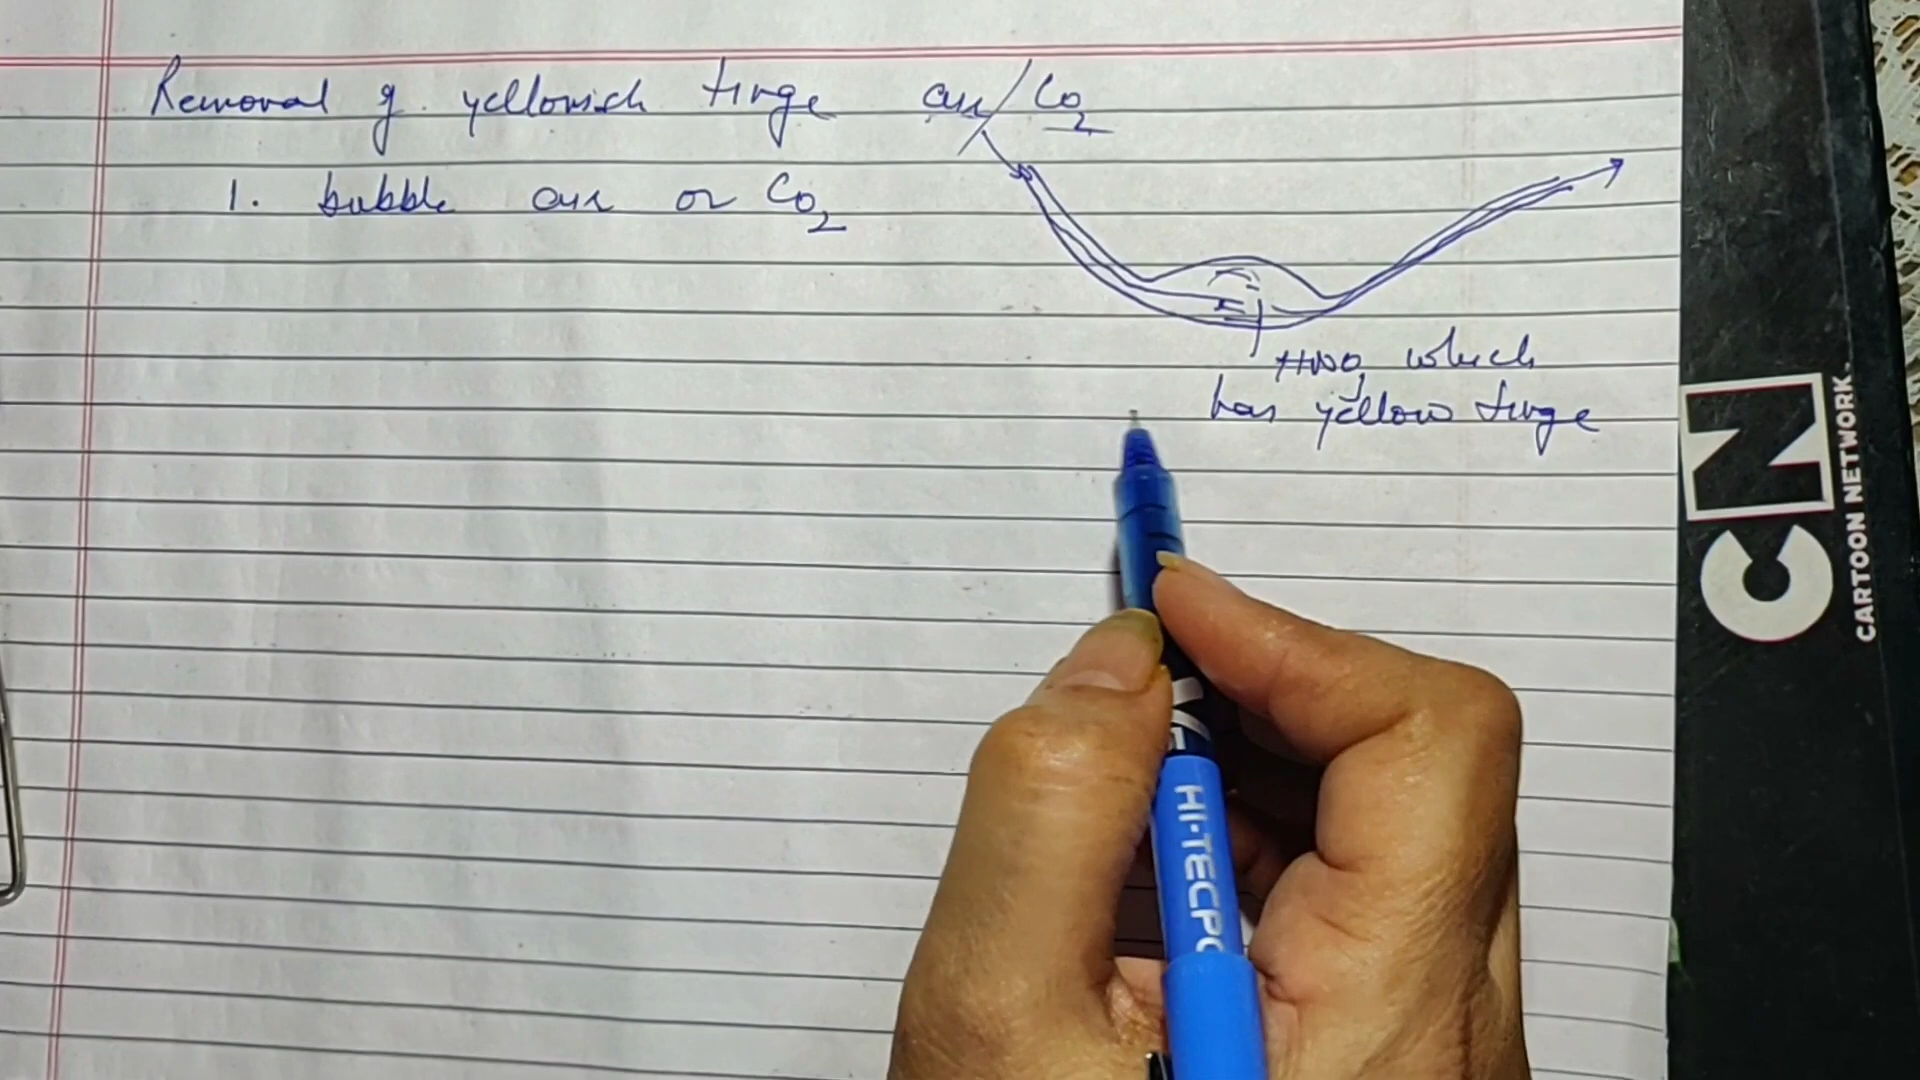 Removal of yellowish tinge air/CO2
1. bubble air or CO2
HNO3 which
has yellow tinge
CN
CARTOON NETWORK
V5
HI-TECPO